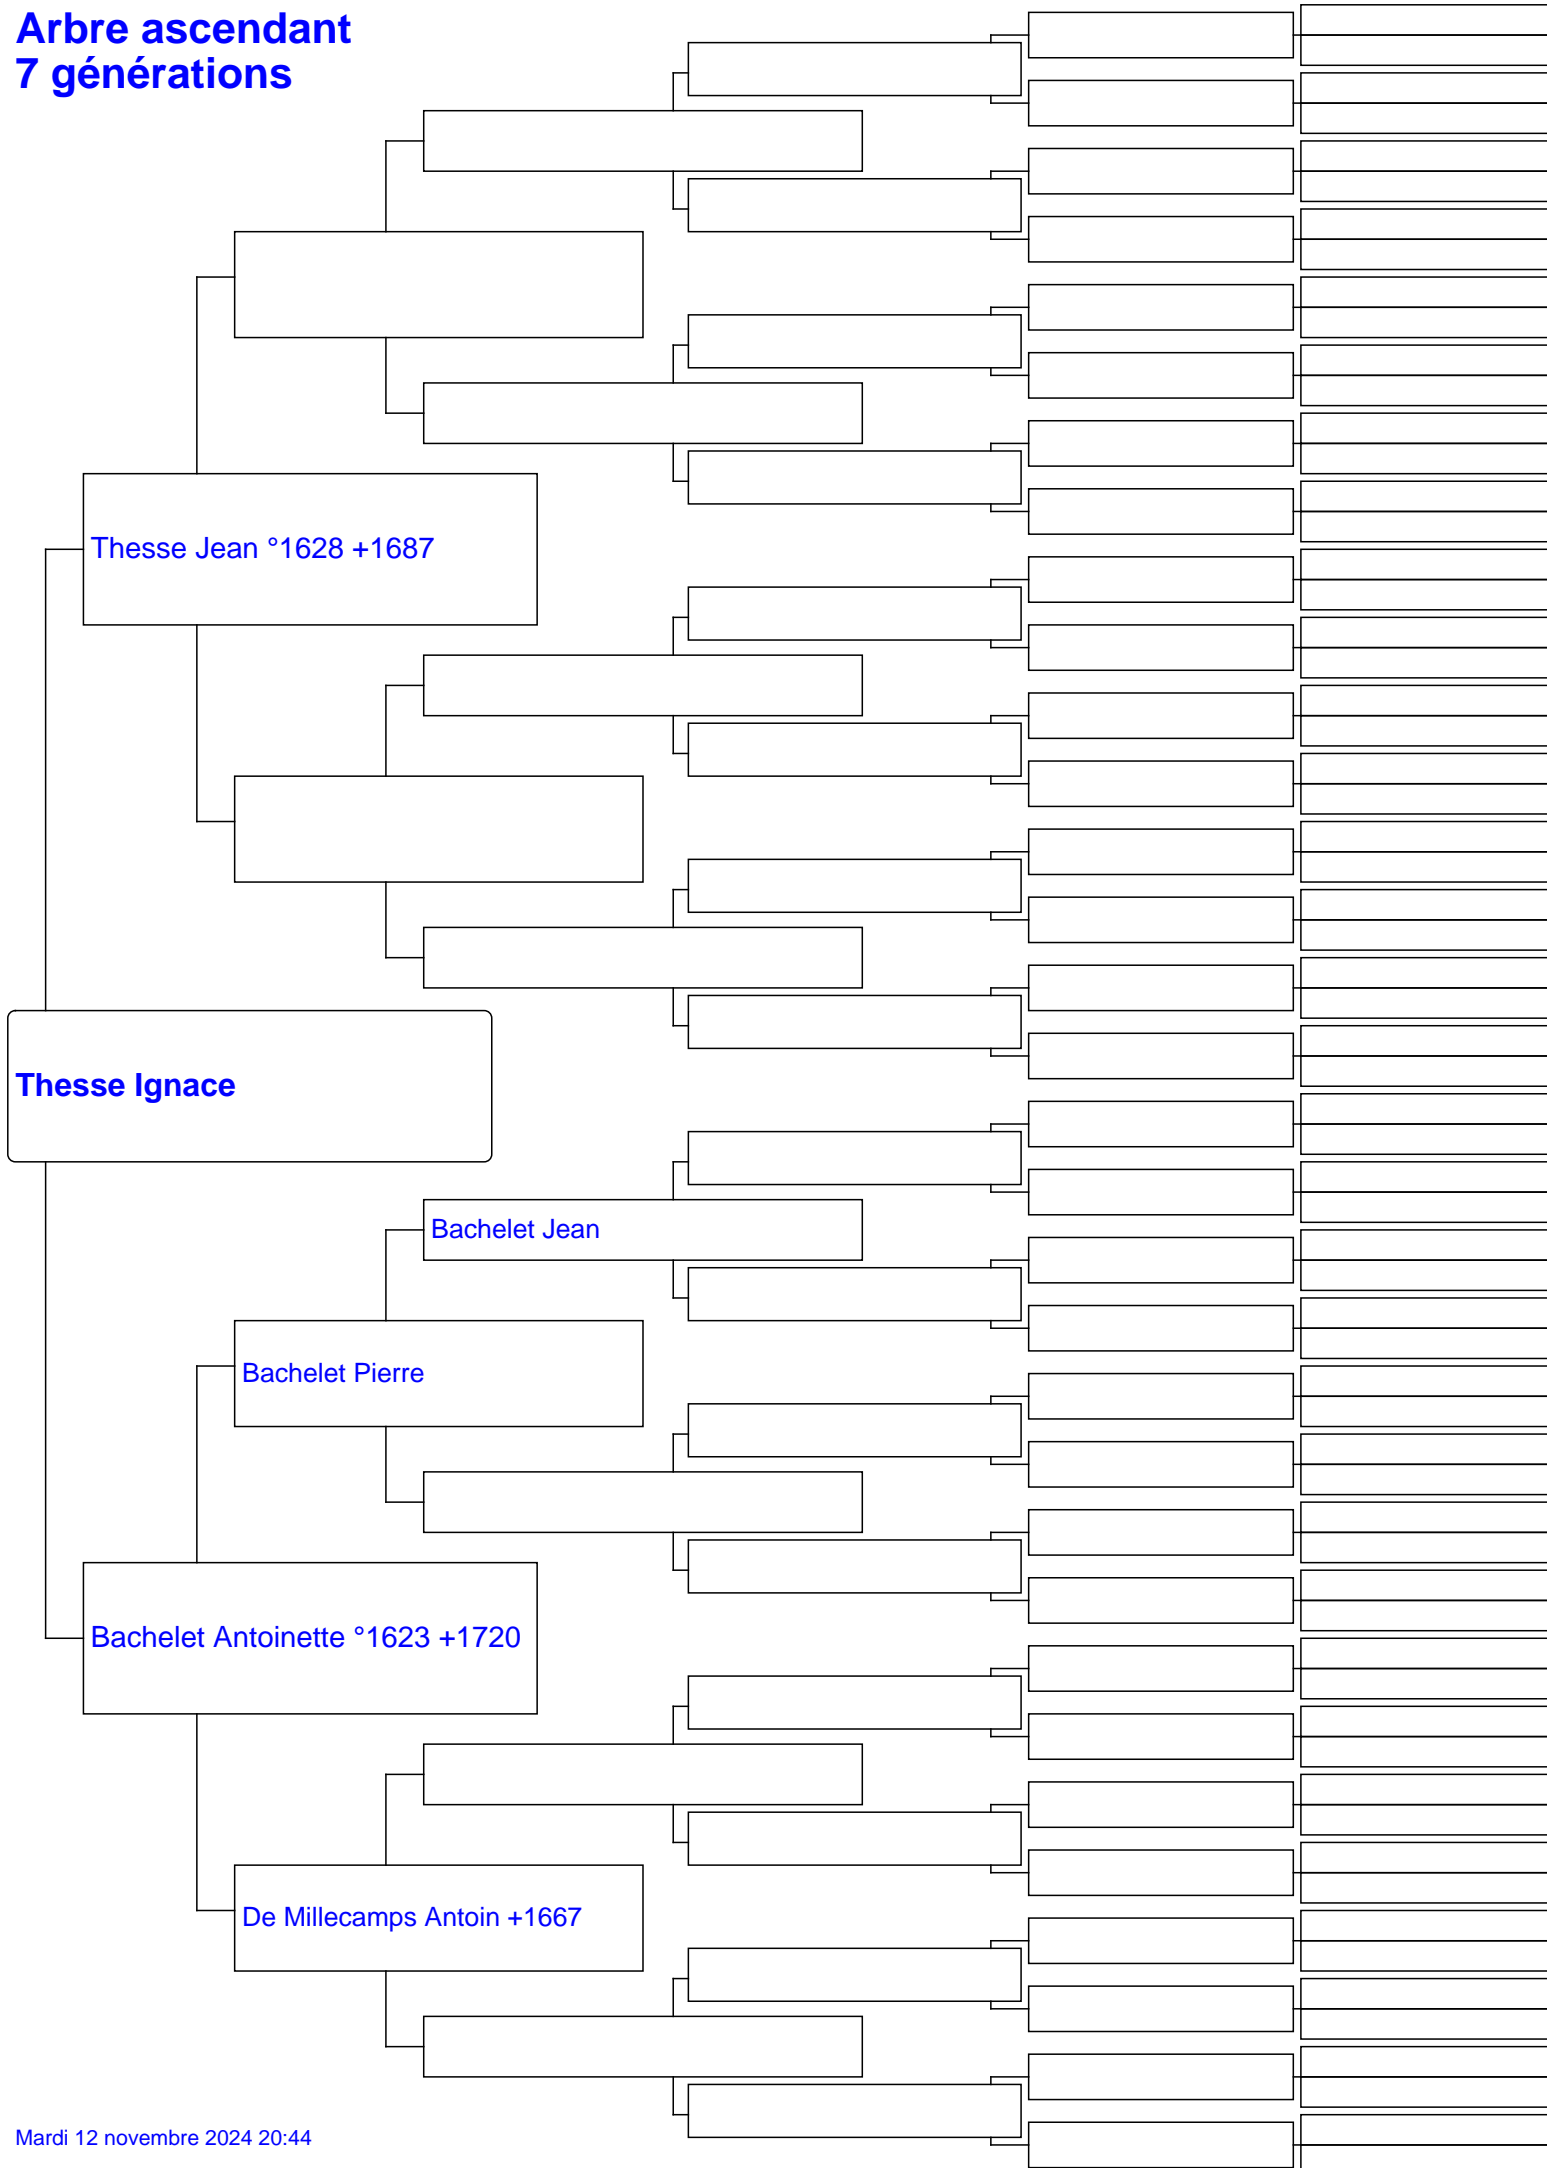 Arbre ascendant
7 générations
Thesse Jean °1628 +1687
Thesse Ignace
Bachelet Jean
Bachelet Pierre
Bachelet Antoinette °1623 +1720
De Millecamps Antoin +1667
Mardi 12 novembre 2024 20:44